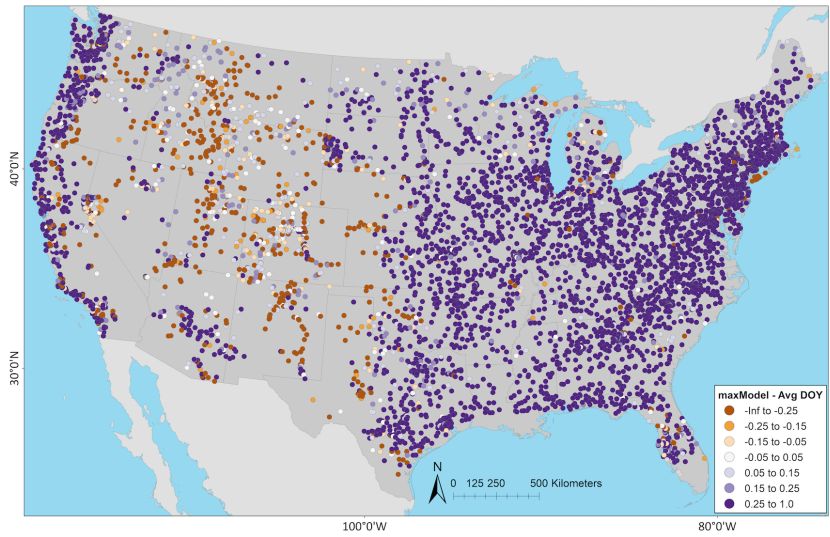 40°N
30°N
100°0'W
80°0'W
N
0 125 250 500 Kilometers
maxModel - Avg DOY
-Inf to -0.25
-0.25 to -0.15
-0.15 to -0.05
-0.05 to 0.05
0.05 to 0.15
0.15 to 0.25
0.25 to 1.0